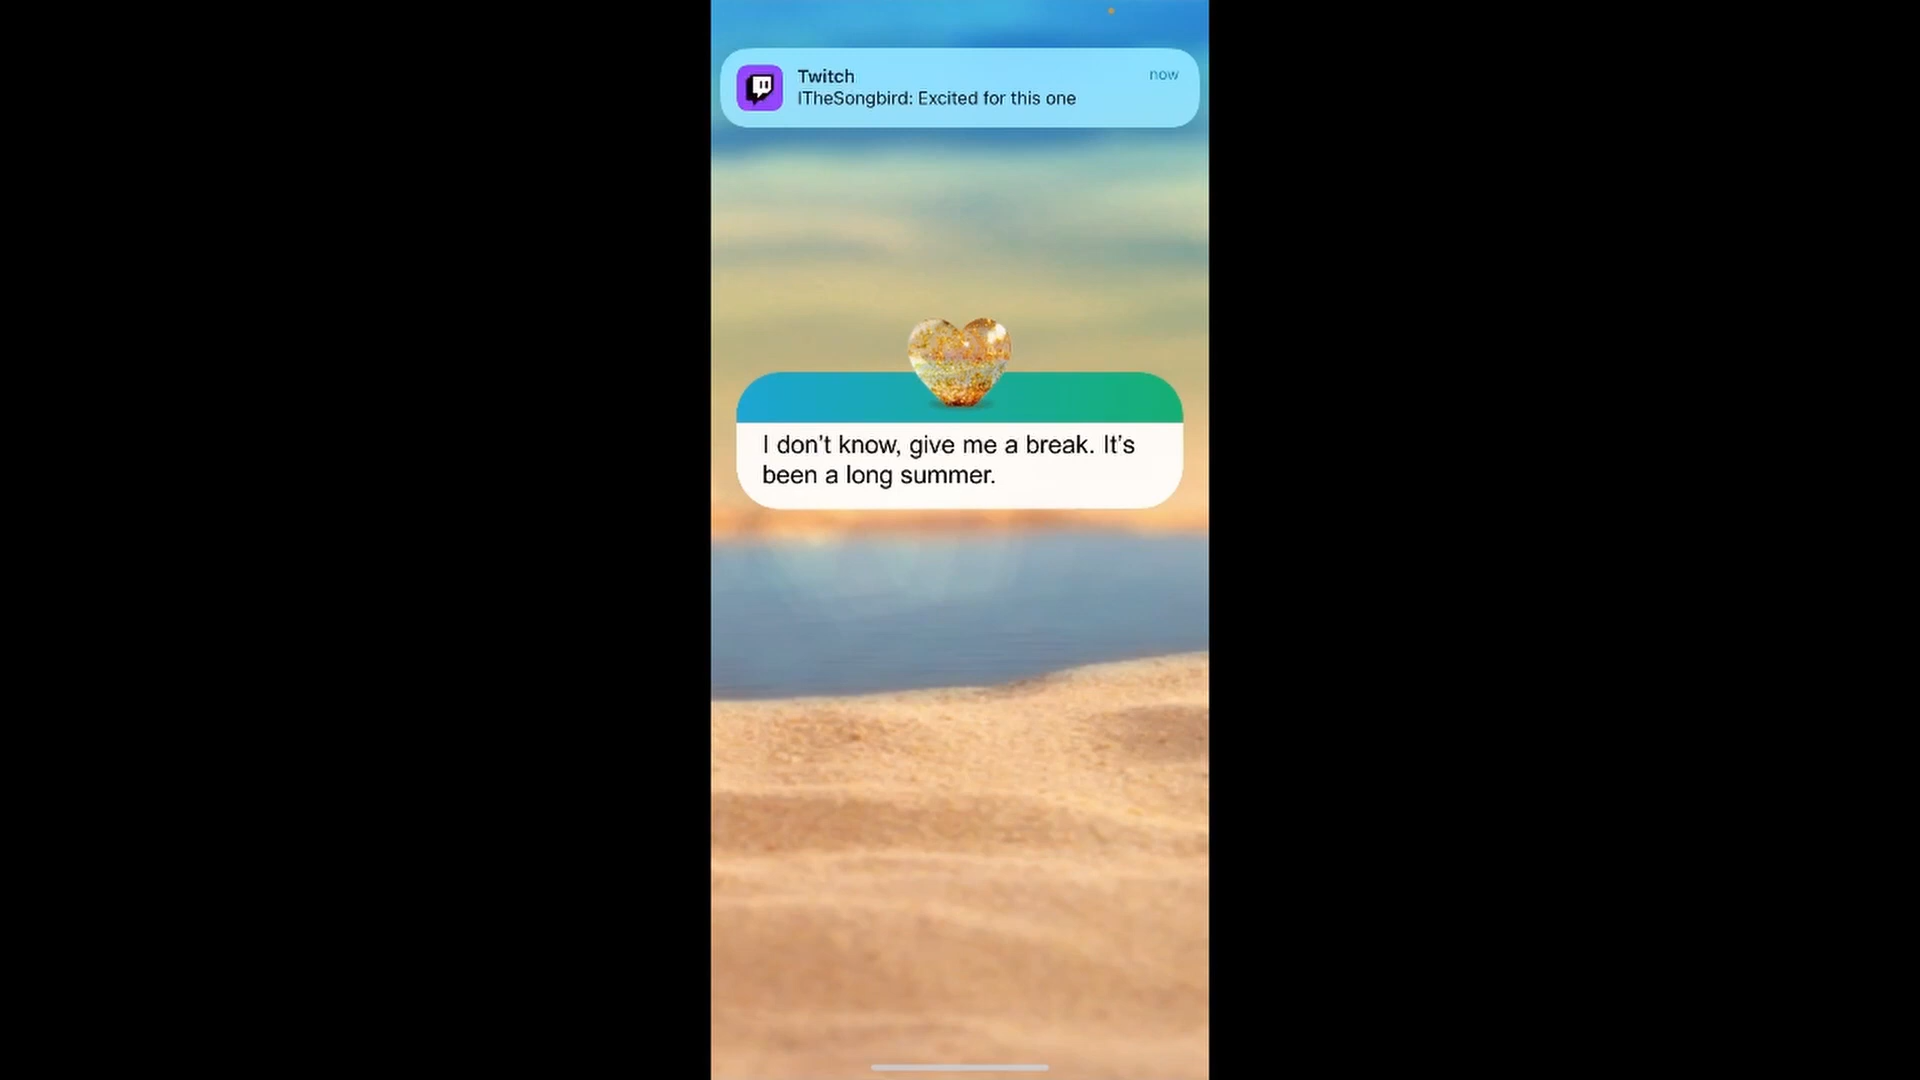 Twitch
now
ITheSongbird: Excited for this one
I don't know, give me a break. It's
been a long summer.